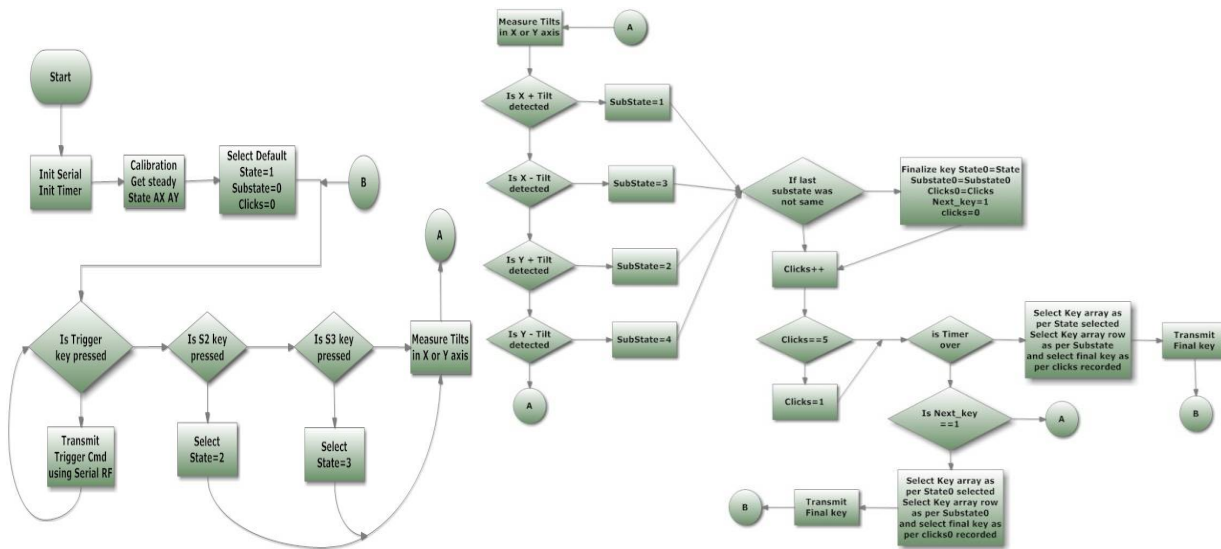 Start
Init Serial
Init Timer
Calibration
Get steady
State AX AY
Select Default
State=1
Substate=0
Clicks=0
B
A
Is Trigger
key pressed
Is S2 key
pressed
Is S3 key
pressed
Measure Tilts
in X or Y axis
Transmit
Trigger Cmd
using Serial RF
Select
State=2
Select
State=3
Measure Tilts
in X or Y axis
A
Is X + Tilt
detected
SubState=1
Is X - Tilt
detected
SubState=3
Is Y + Tilt
detected
SubState=2
Is Y - Tilt
detected
SubState=4
A
If last
substate was
not same
Finalize key State0=State
Substate0=Substate0
Clicks0=Clicks
Next_key=1
clicks=0
Clicks++
Clicks==5
Clicks=1
is Timer
over
Select Key array as
per State selected
Select Key array row
as per Substate
and select final key as
per clicks recorded
Transmit
Final key
B
Is Next_key
==1
A
Select Key array as
per State0 selected
Select Key array row
as per Substate0
and select final key as
per clicks0 recorded
Transmit
Final key
B